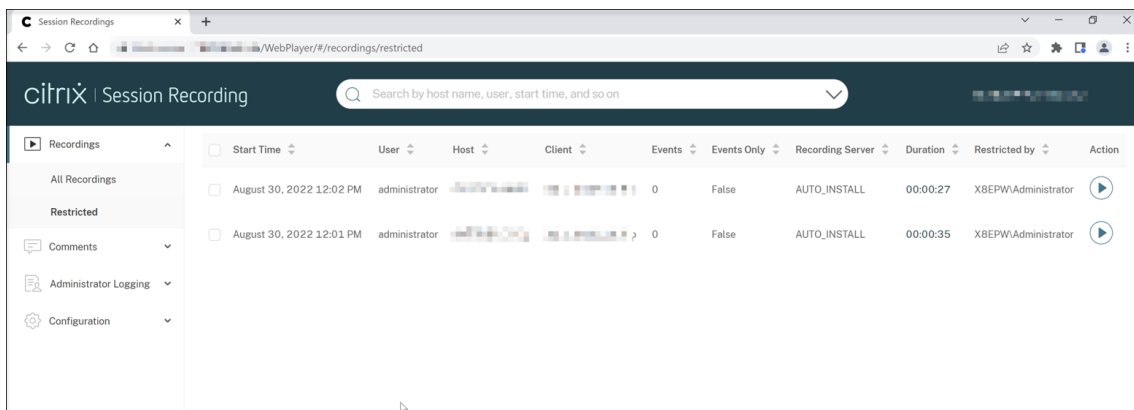 Session Recordings
/WebPlayer/#/recordings/restricted
citrix | Session Recording
Search by host name, user, start time, and so on
Recordings
All Recordings
Restricted
Comments
Administrator Logging
Configuration
Start Time User Host Client Events Events Only Recording Server Duration Restricted by Action
August 30, 2022 12:02 PM administrator 0 False AUTO_INSTALL 00:00:27 X8EPW\Administrator
August 30, 2022 12:01 PM administrator 0 False AUTO_INSTALL 00:00:35 X8EPW\Administrator